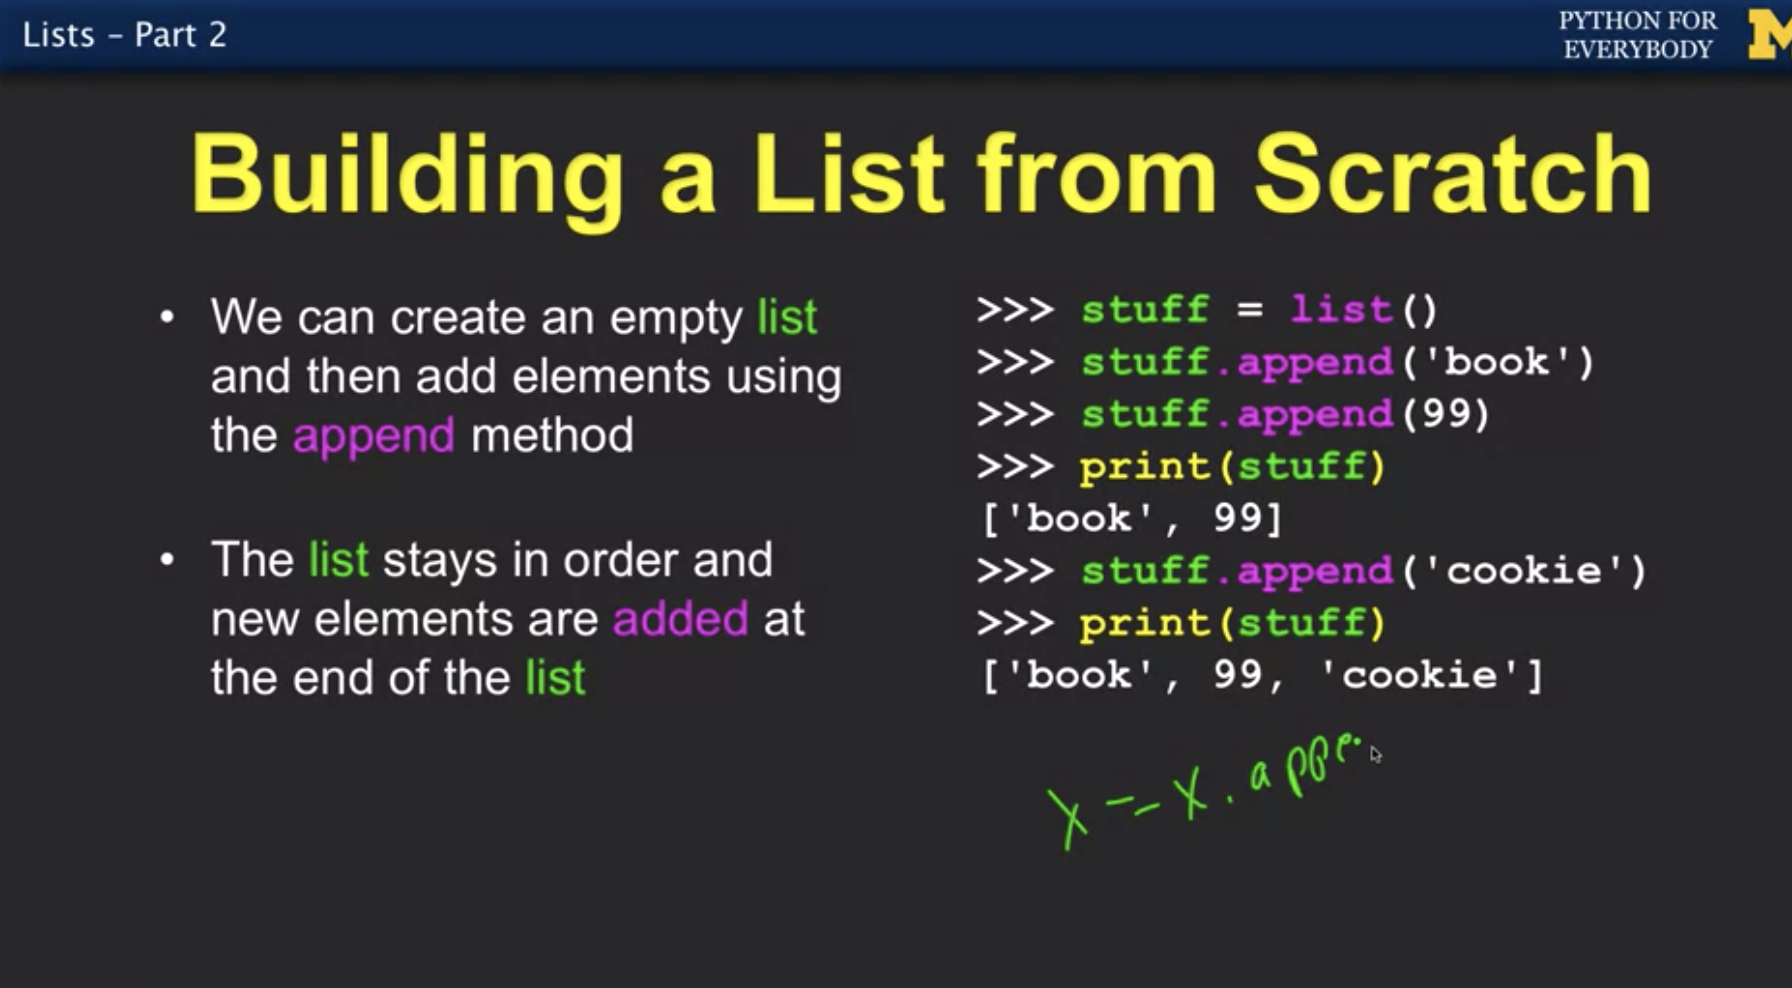 Lists – Part 2
PYTHON FOR
EVERYBODY
Building a List from Scratch
• We can create an empty list
and then add elements using
the append method
• The list stays in order and
new elements are added at
the end of the list
>>> stuff = list()
>>> stuff.append('book')
>>> stuff.append(99)
>>> print(stuff)
['book', 99]
>>> stuff.append('cookie')
>>> print(stuff)
['book', 99, 'cookie']
x = x. appe